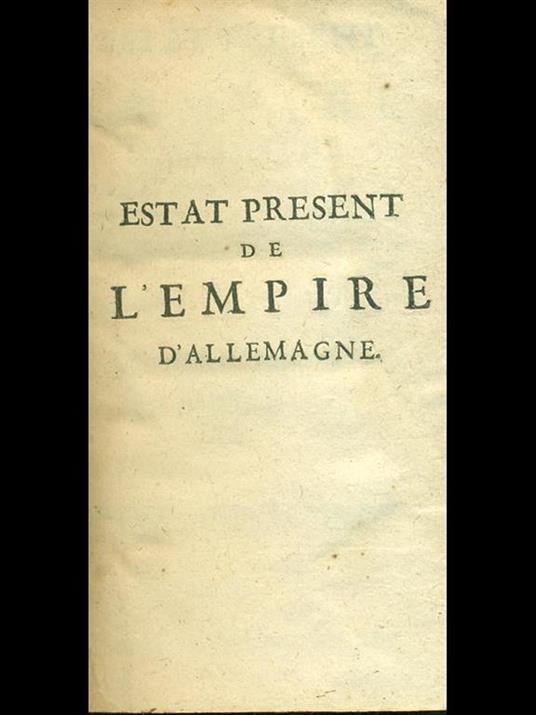 ESTAT PRESENT
DE
L'EMPIRE
D'ALLEMAGNE.